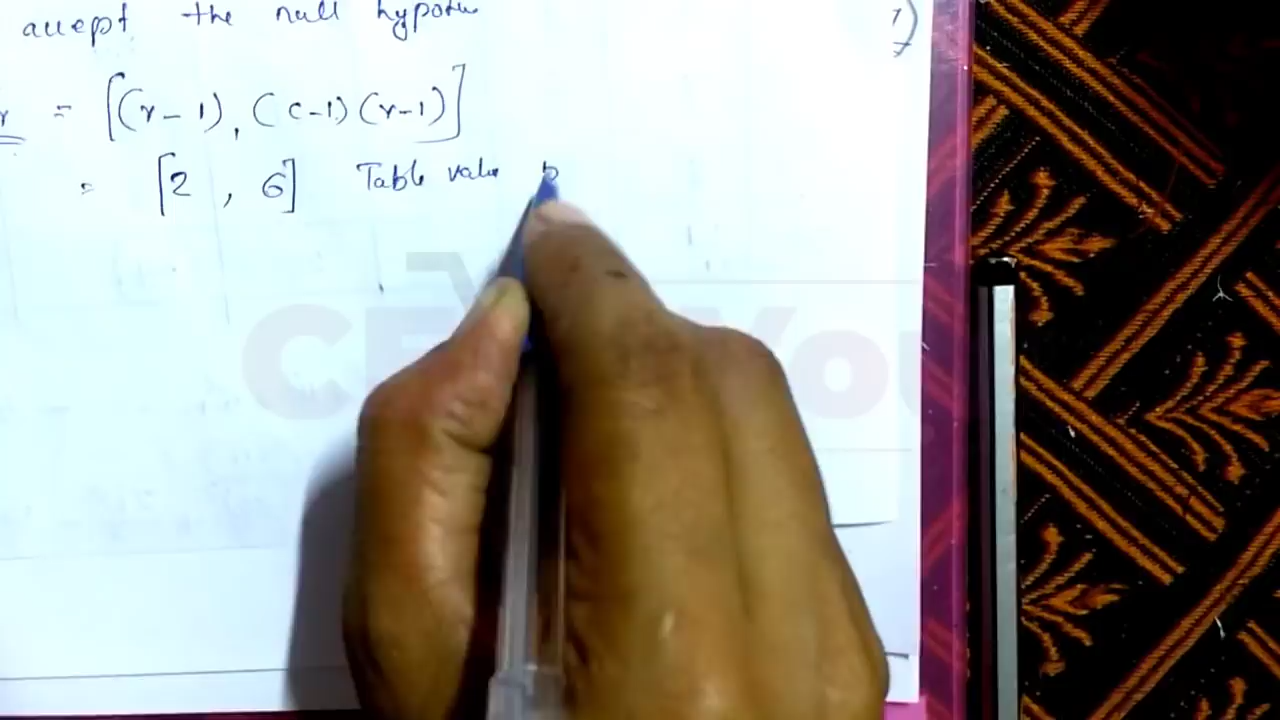 accept the null hypothe
r = [(r-1), (c-1)(r-1)]
= [2, 6] Table value